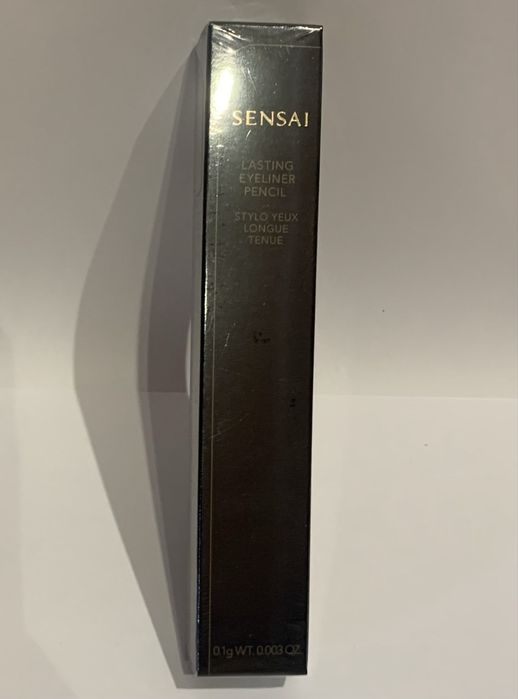 SENSAI
LASTING
EYELINER
PENCIL
STYLO YEUX
LONGUE
TENUE
0.1g WT. 0.003 OZ.